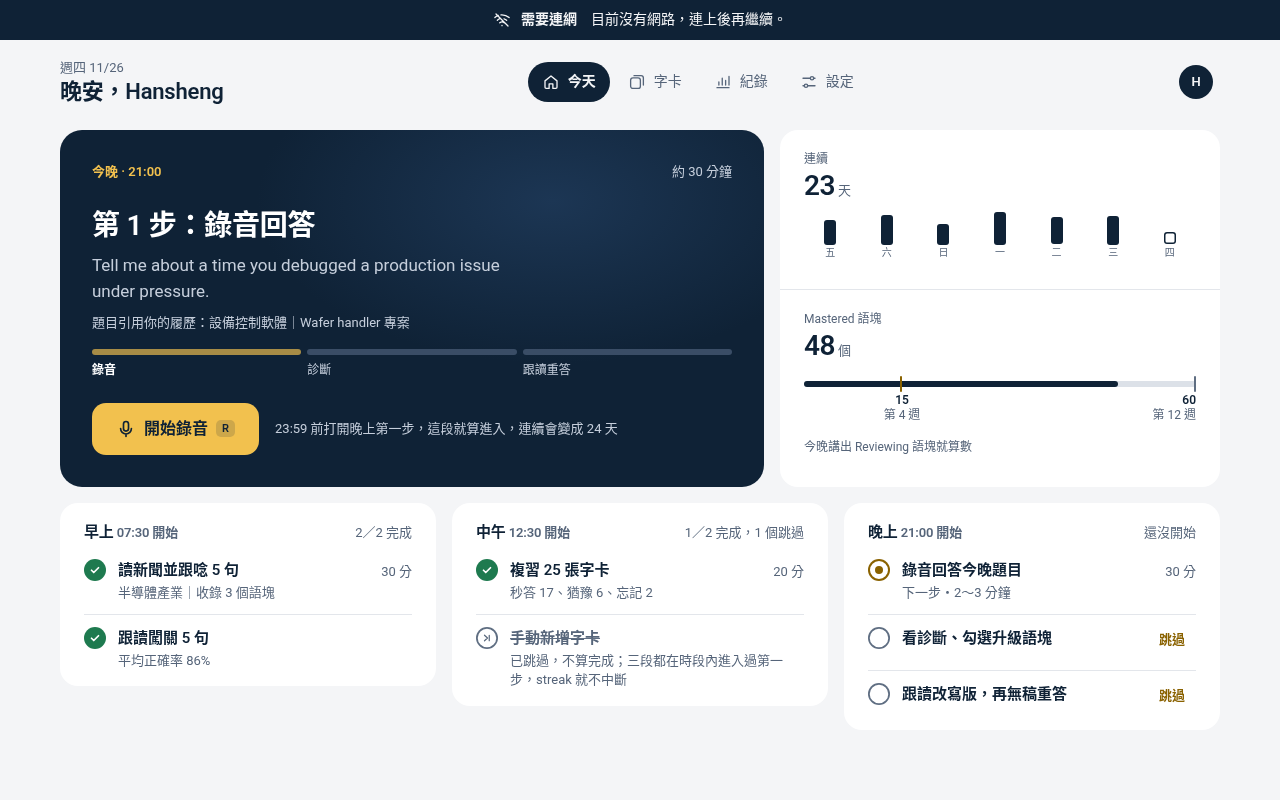 需要連網 目前沒有網路，連上後再繼續。
週四 11/26
晚安，Hansheng
今天
字卡
紀錄
設定
H
今晚 · 21:00
約 30 分鐘
第 1 步：錄音回答
Tell me about a time you debugged a production issue
under pressure.
題目引用你的履歷：設備控制軟體｜Wafer handler 專案
錄音
診斷
跟讀重答
開始錄音 R
23:59 前打開晚上第一步，這段就算進入，連續會變成 24 天
連續
23 天
五 六 日 一 二 三 四
Mastered 語塊
48 個
15 60
第 4 週 第 12 週
今晚講出 Reviewing 語塊就算數
早上 07:30 開始
2／2 完成
讀新聞並跟唸 5 句
30 分
半導體產業｜收錄 3 個語塊
跟讀闖關 5 句
平均正確率 86%
中午 12:30 開始
1／2 完成，1 個跳過
複習 25 張字卡
20 分
秒答 17、猶豫 6、忘記 2
手動新增字卡
已跳過，不算完成；三段都在時段內進入過第一
步，streak 就不中斷
晚上 21:00 開始
還沒開始
錄音回答今晚題目
30 分
下一步・2～3 分鐘
看診斷、勾選升級語塊
跳過
跟讀改寫版，再無稿重答
跳過